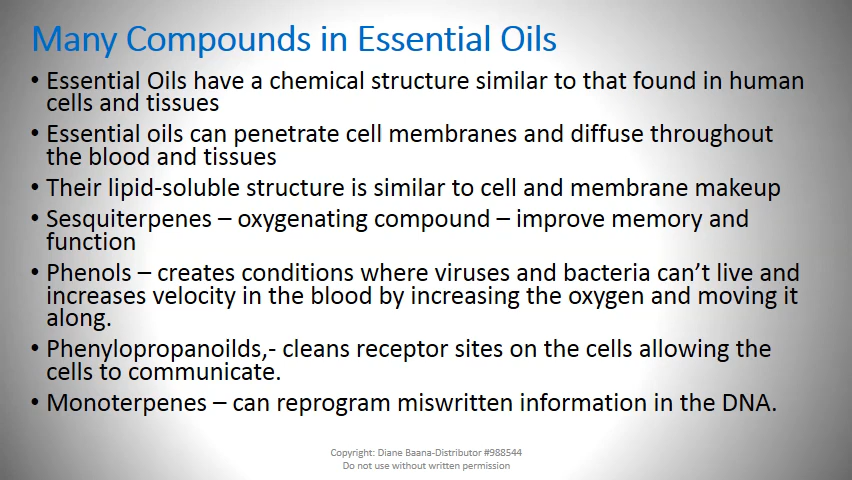 Many Compounds in Essential Oils
• Essential Oils have a chemical structure similar to that found in human
cells and tissues
• Essential oils can penetrate cell membranes and diffuse throughout
the blood and tissues
• Their lipid-soluble structure is similar to cell and membrane makeup
• Sesquiterpenes – oxygenating compound – improve memory and
function
• Phenols – creates conditions where viruses and bacteria can't live and
increases velocity in the blood by increasing the oxygen and moving it
along.
• Phenylopropanoilds,- cleans receptor sites on the cells allowing the
cells to communicate.
• Monoterpenes – can reprogram miswritten information in the DNA.
Copyright: Diane Baana-Distributor #988544
Do not use without written permission